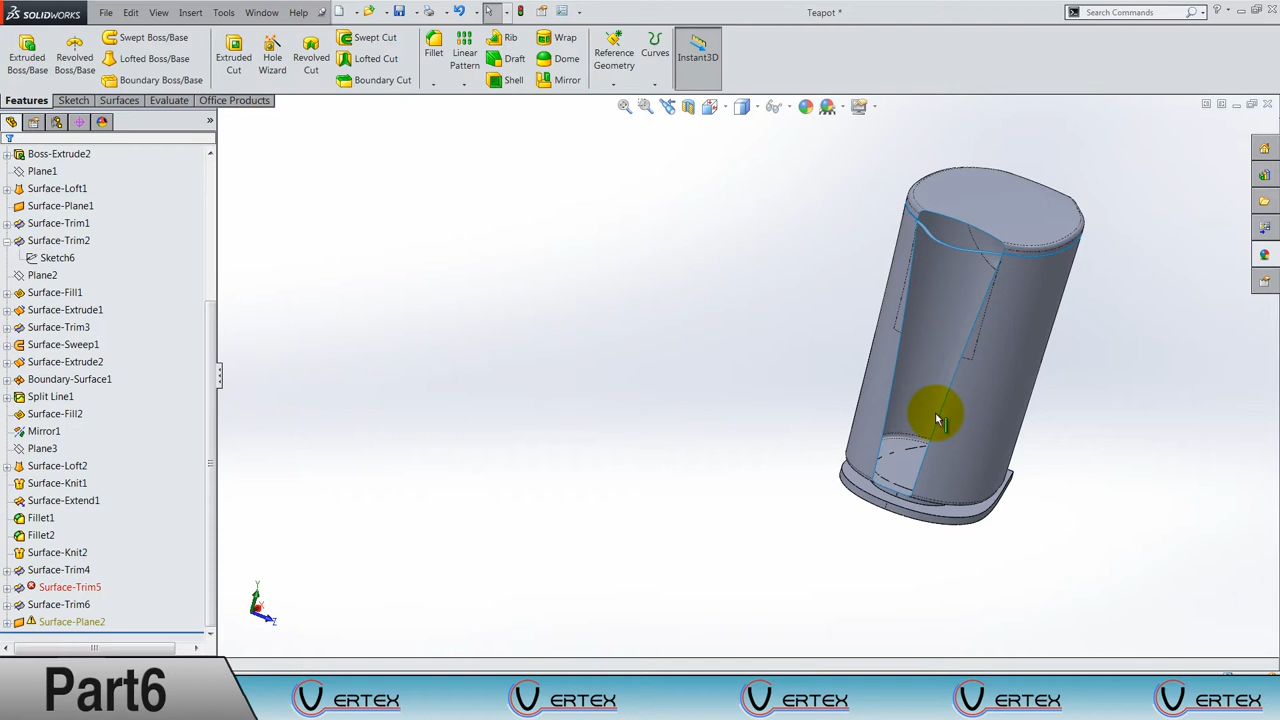 SOLIDWORKS File Edit View Insert Tools Window Help Teapot * Search Commands
Extruded Boss/Base
Revolved Boss/Base
Swept Boss/Base
Lofted Boss/Base
Boundary Boss/Base
Extruded Cut
Hole Wizard
Revolved Cut
Swept Cut
Lofted Cut
Boundary Cut
Fillet
Linear Pattern
Rib
Draft
Shell
Wrap
Dome
Mirror
Reference Geometry
Curves
Instant3D
Features Sketch Surfaces Evaluate Office Products
Boss-Extrude2
Plane1
Surface-Loft1
Surface-Plane1
Surface-Trim1
Surface-Trim2
Sketch6
Plane2
Surface-Fill1
Surface-Extrude1
Surface-Trim3
Surface-Sweep1
Surface-Extrude2
Boundary-Surface1
Split Line1
Surface-Fill2
Mirror1
Plane3
Surface-Loft2
Surface-Knit1
Surface-Extend1
Fillet1
Fillet2
Surface-Knit2
Surface-Trim4
Surface-Trim5
Surface-Trim6
Surface-Plane2
Y
Z
Part6
VERTEX VERTEX VERTEX VERTEX VERTEX